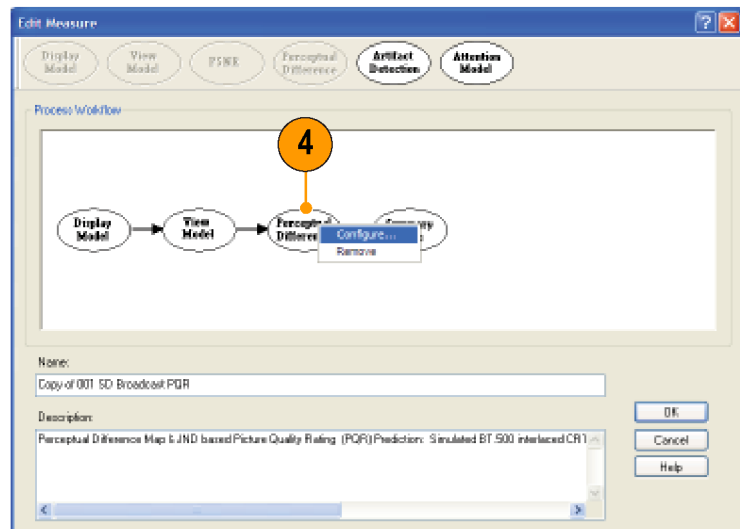 Edit Measure
Display
Model
View
Model
PSNR
Perceptual
Difference
Artifact
Detection
Attention
Model
Process Workflow
4
Display
Model
View
Model
Configure...
Remove
Name:
Copy of 001 SD Broadcast PQR
Description:
Perceptual Difference Map & JND based Picture Quality Rating (PQR) Prediction: Simulated BT.500 interlaced CRT
OK
Cancel
Help